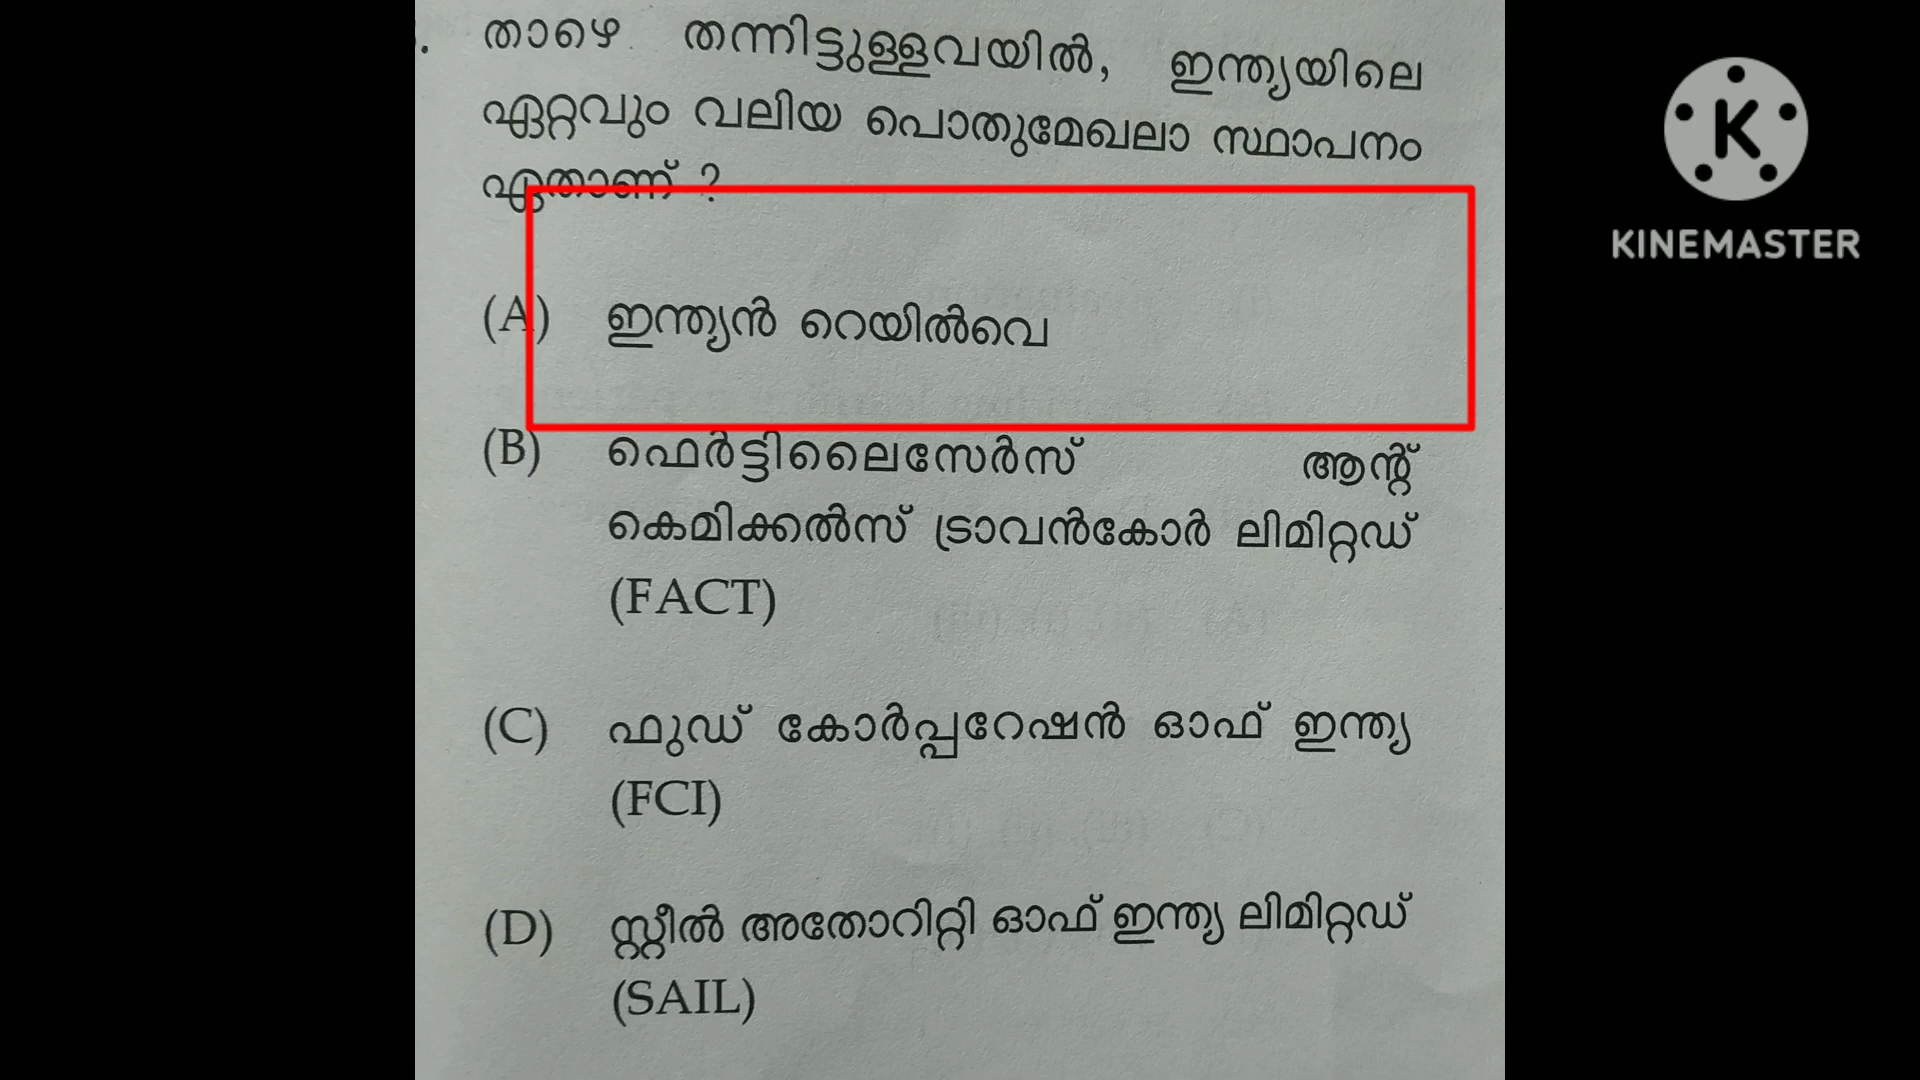 . താഴെ തന്നിട്ടുള്ളവയിൽ, ഇന്ത്യയിലെ
ഏറ്റവും വലിയ പൊതുമേഖലാ സ്ഥാപനം
ഏതാണ് ?
(A) ഇന്ത്യൻ റെയിൽവെ
(B) ഫെർട്ടിലൈസേർസ് ആന്റ്
കെമിക്കൽസ് ട്രാവൻകോർ ലിമിറ്റഡ്
(FACT)
(C) ഫുഡ് കോർപ്പറേഷൻ ഓഫ് ഇന്ത്യ
(FCI)
(D) സ്റ്റീൽ അതോറിറ്റി ഓഫ് ഇന്ത്യ ലിമിറ്റഡ്
(SAIL)
K
KINEMASTER